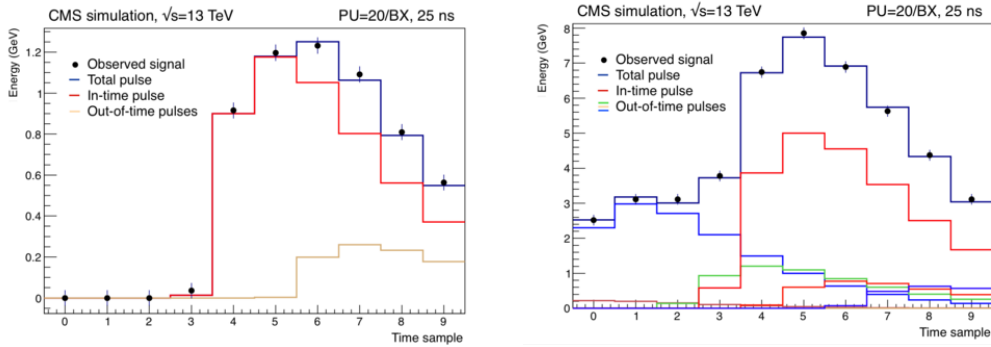 CMS simulation, √s=13 TeV PU=20/BX, 25 ns
Energy (GeV)
Observed signal
Total pulse
In-time pulse
Out-of-time pulses
1.2
1
0.8
0.6
0.4
0.2
0
0 1 2 3 4 5 6 7 8 9
Time sample
CMS simulation, √s=13 TeV PU=20/BX, 25 ns
Energy (GeV)
Observed signal
Total pulse
In-time pulse
Out-of-time pulses
8
7
6
5
4
3
2
1
0
0 1 2 3 4 5 6 7 8 9
Time sample